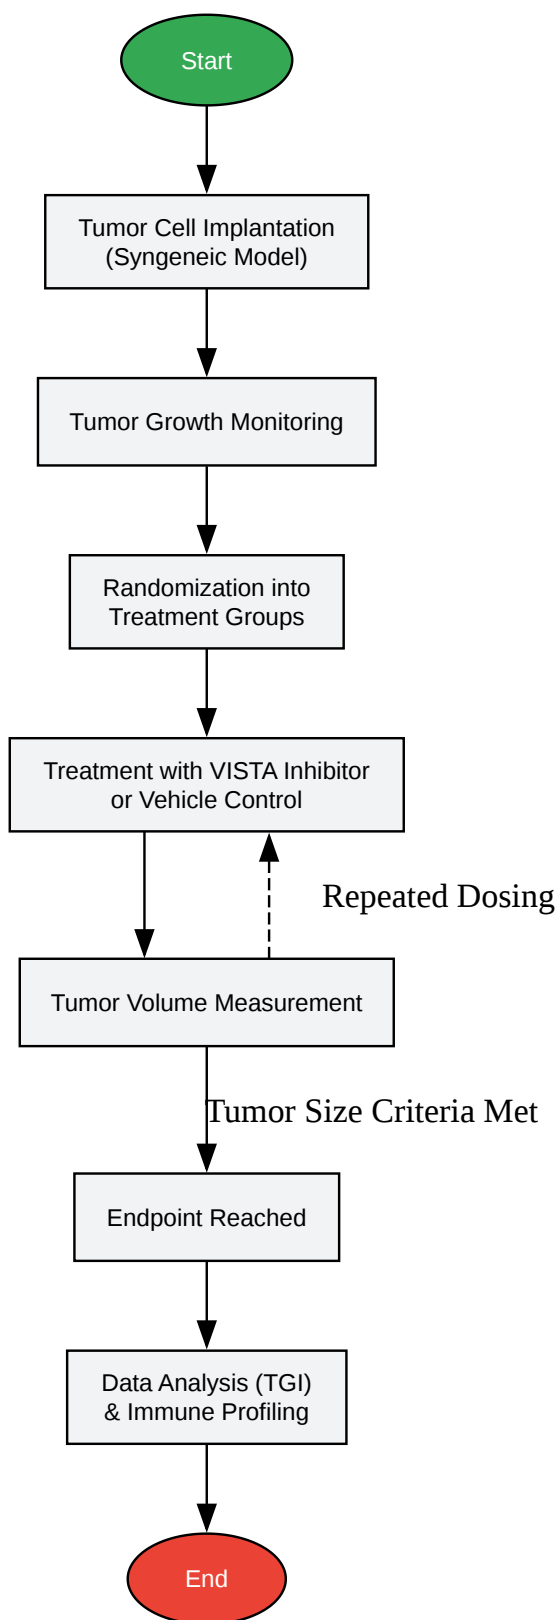 Start
Tumor Cell Implantation
(Syngeneic Model)
Tumor Growth Monitoring
Randomization into
Treatment Groups
Treatment with VISTA Inhibitor
or Vehicle Control
Repeated Dosing
Tumor Volume Measurement
Tumor Size Criteria Met
Endpoint Reached
Data Analysis (TGI)
& Immune Profiling
End